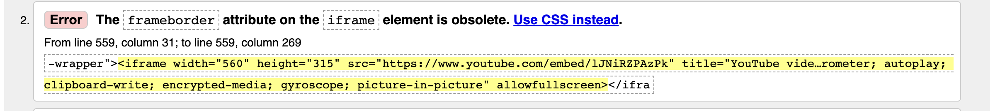 2. Error The frameborder attribute on the iframe element is obsolete. Use CSS instead.
From line 559, column 31; to line 559, column 269
-wrapper"><iframe width="560" height="315" src="https://www.youtube.com/embed/lJNiRZPAzPk" title="YouTube vide…rometer; autoplay;
clipboard-write; encrypted-media; gyroscope; picture-in-picture" allowfullscreen></ifra